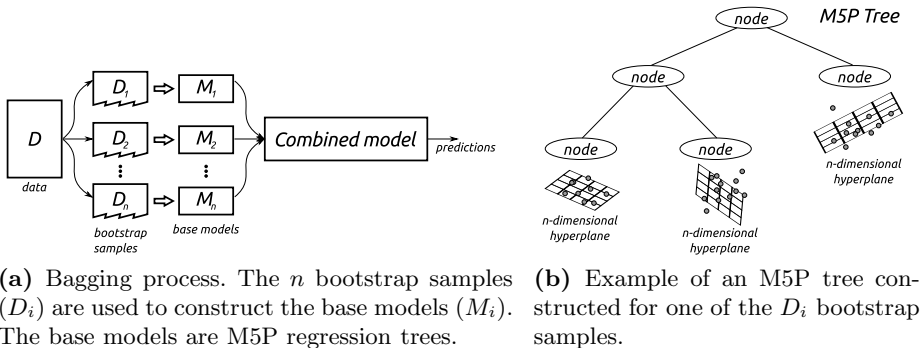 D
data
D1
D2
Dn
bootstrap
samples
M1
M2
Mn
base models
Combined model
predictions
M5P Tree
node
node
node
node
node
n-dimensional
hyperplane
n-dimensional
hyperplane
n-dimensional
hyperplane
(a) Bagging process. The n bootstrap samples
(Di) are used to construct the base models (Mi).
The base models are M5P regression trees.
(b) Example of an M5P tree con-
structed for one of the Di bootstrap
samples.